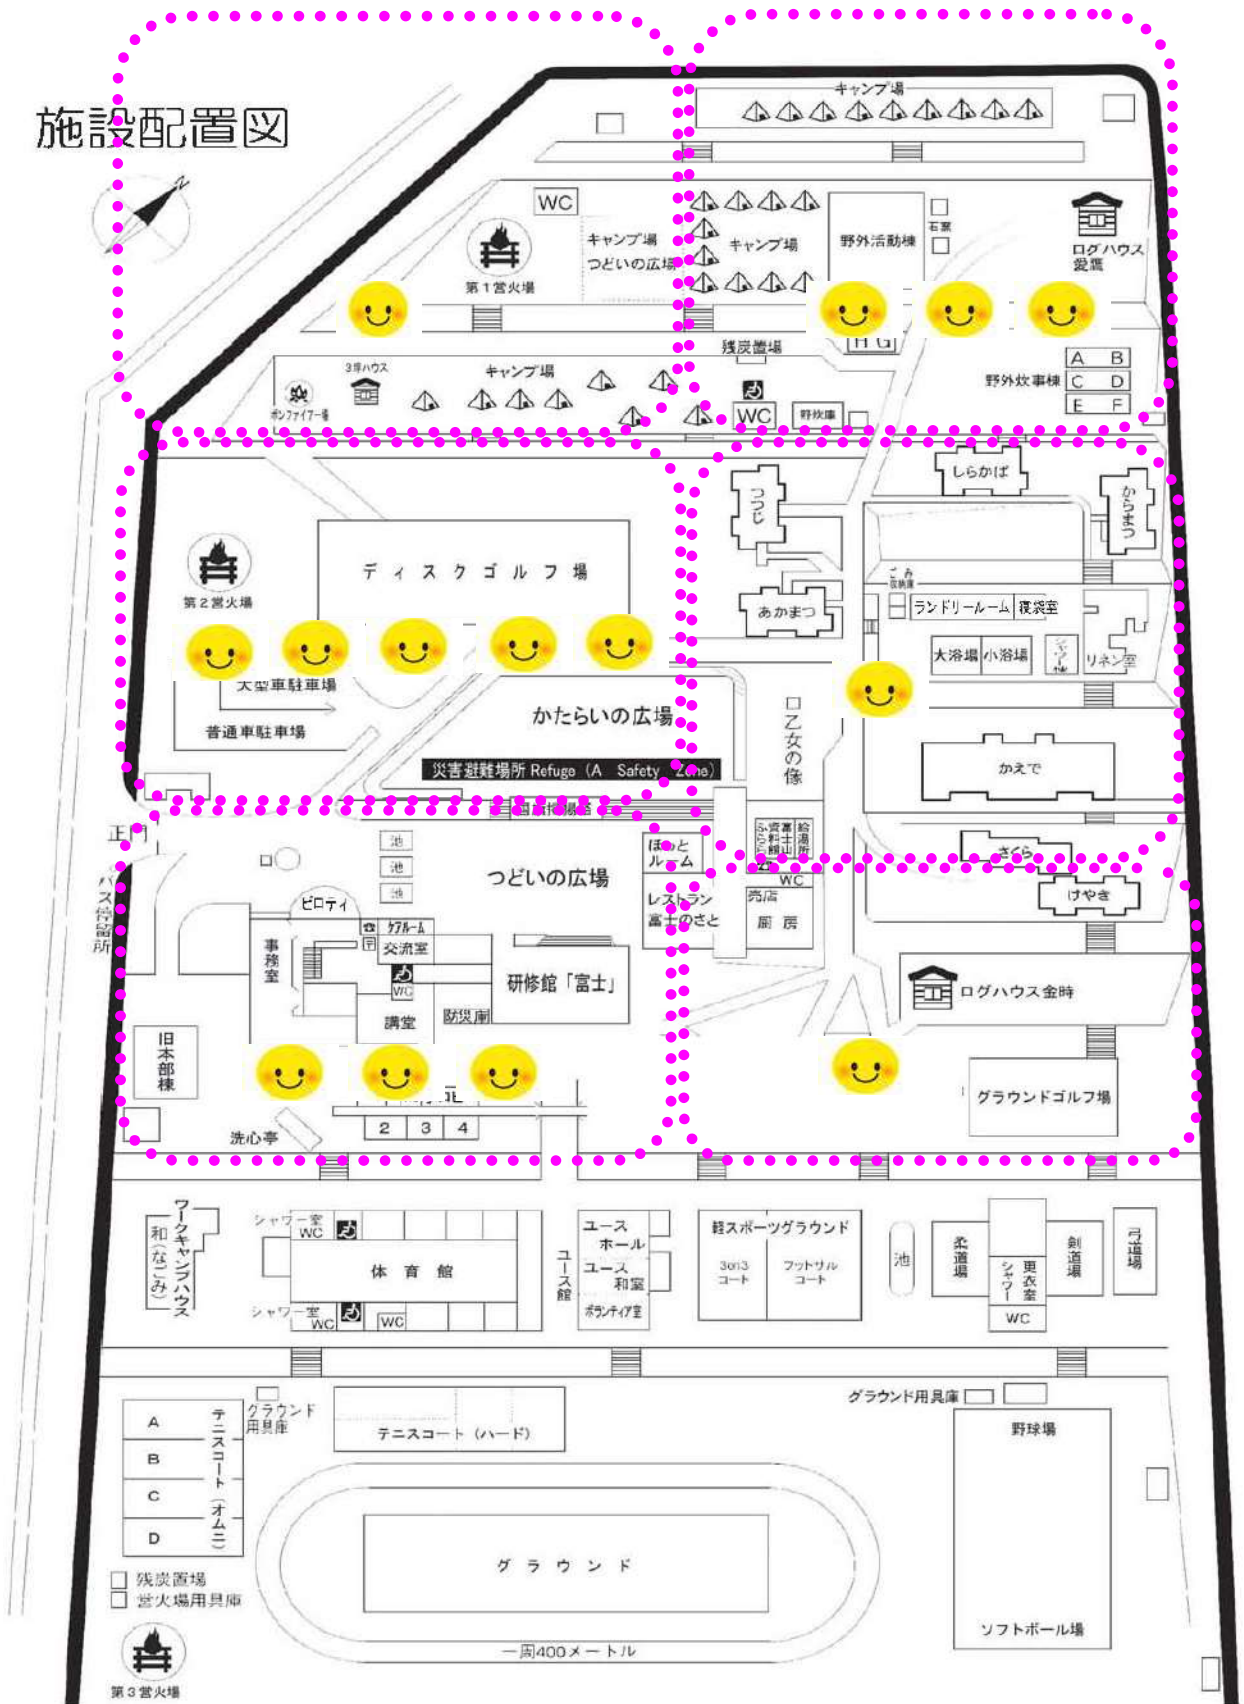 施設配置図
キャンプ場
WC
第1営火場
キャンプ場
つどいの広場
キャンプ場
野外活動棟
石窯
ログハウス
愛鷹
残炭置場
野外炊事棟
A B
C D
E F
3坪ハウス
キャンプ場
ボンファイアー場
WC
野炊庫
つつじ
しらかば
からまつ
第2営火場
ディスクゴルフ場
あかまつ
ごみ
収納庫
ランドリールーム
寝袋室
大浴場
小浴場
リネン室
大型車駐車場
普通車駐車場
かたらいの広場
災害避難場所 Refuge (A Safety Zone)
口乙女の像
かえで
正門
バス停留所
池
池
池
つどいの広場
ほっと
ルーム
レストラン
富士のさと
富士山
資料館
ふらら
給湯所
WC
売店
厨房
さくら
けやき
ピロティ
事務室
ケアルーム
交流室
WC
講堂
防災庫
研修館「富士」
ログハウス金時
旧本部棟
洗心亭
2 3 4
グラウンドゴルフ場
ワークキャンプハウス
和(なごみ)
シャワー室
WC
体育館
シャワー室
WC
WC
ユース館
ユース
ホール
ユース
和室
ボランティア室
軽スポーツグラウンド
3on3
コート
フットサル
コート
池
柔道場
更衣室
シャワー
WC
剣道場
弓道場
A
B
C
D
テニスコート(オムニ)
グラウンド
用具庫
テニスコート(ハード)
グラウンド用具庫
野球場
グラウンド
一周400メートル
ソフトボール場
残炭置場
営火場用具庫
第3営火場